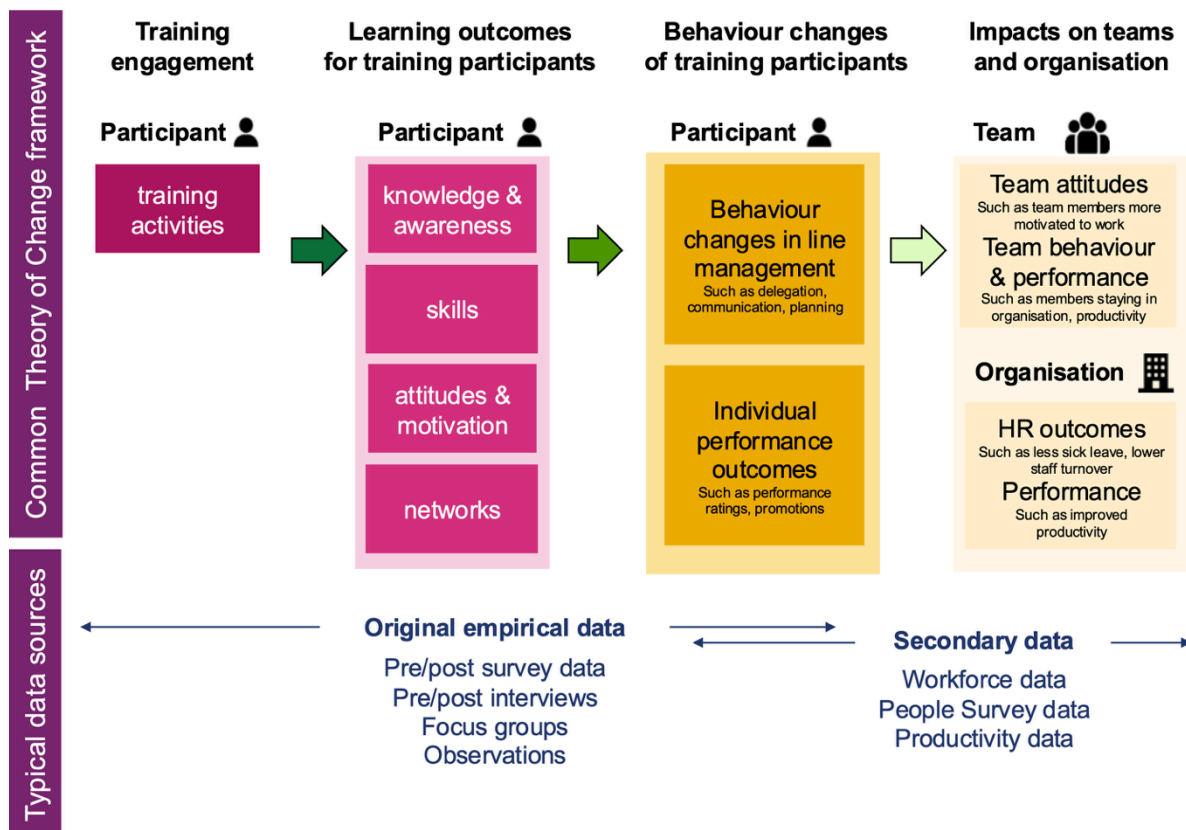 Common Theory of Change framework
Training
engagement
Participant
training
activities
Learning outcomes
for training participants
Participant
knowledge &
awareness
skills
attitudes &
motivation
networks
Behaviour changes
of training participants
Participant
Behaviour
changes in line
management
Such as delegation,
communication, planning
Individual
performance
outcomes
Such as performance
ratings, promotions
Impacts on teams
and organisation
Team
Team attitudes
Such as team members more
motivated to work
Team behaviour
& performance
Such as members staying in
organisation, productivity
Organisation
HR outcomes
Such as less sick leave, lower
staff turnover
Performance
Such as improved
productivity
Typical data sources
Original empirical data
Pre/post survey data
Pre/post interviews
Focus groups
Observations
Secondary data
Workforce data
People Survey data
Productivity data